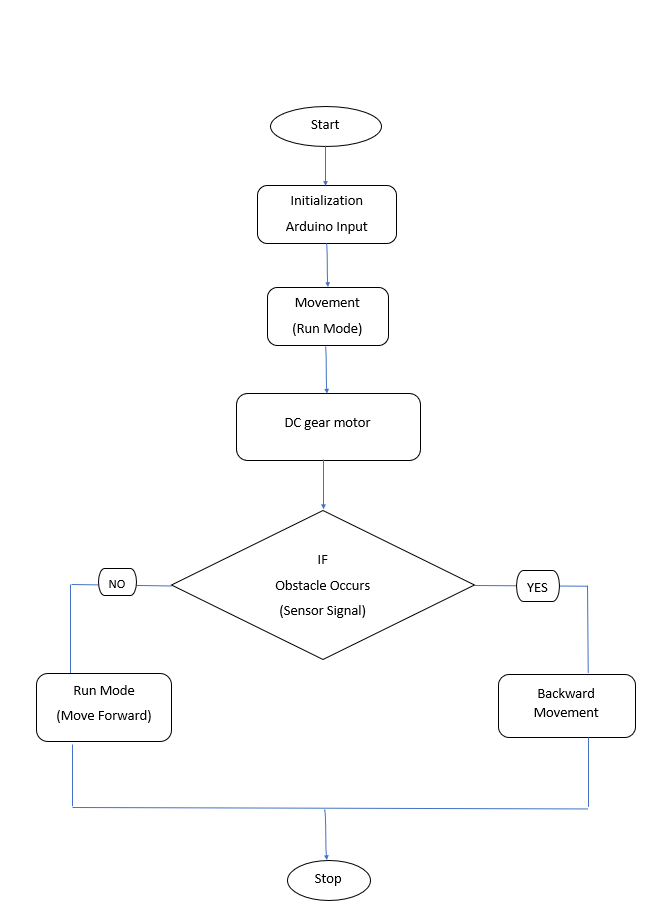 Start
Initialization
Arduino Input
Movement
(Run Mode)
DC gear motor
IF
Obstacle Occurs
(Sensor Signal)
NO
YES
Run Mode
(Move Forward)
Backward
Movement
Stop